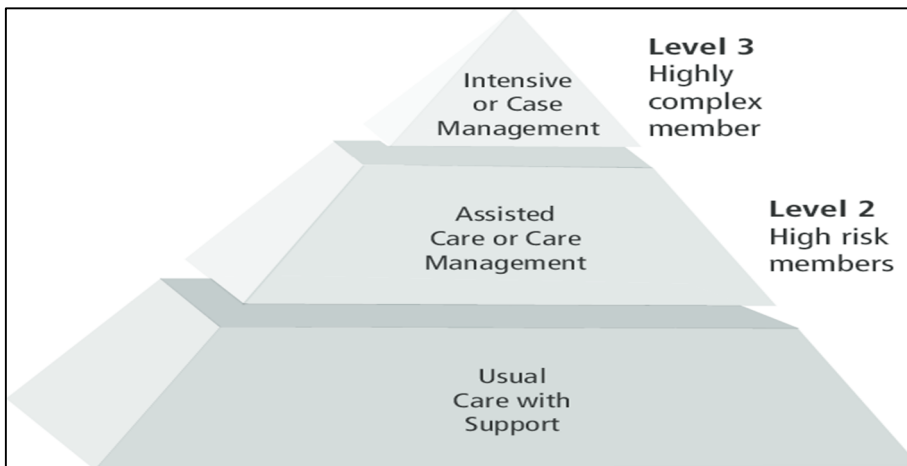 Intensive
or Case
Management
Level 3
Highly
complex
member
Assisted
Care or Care
Management
Level 2
High risk
members
Usual
Care with
Support